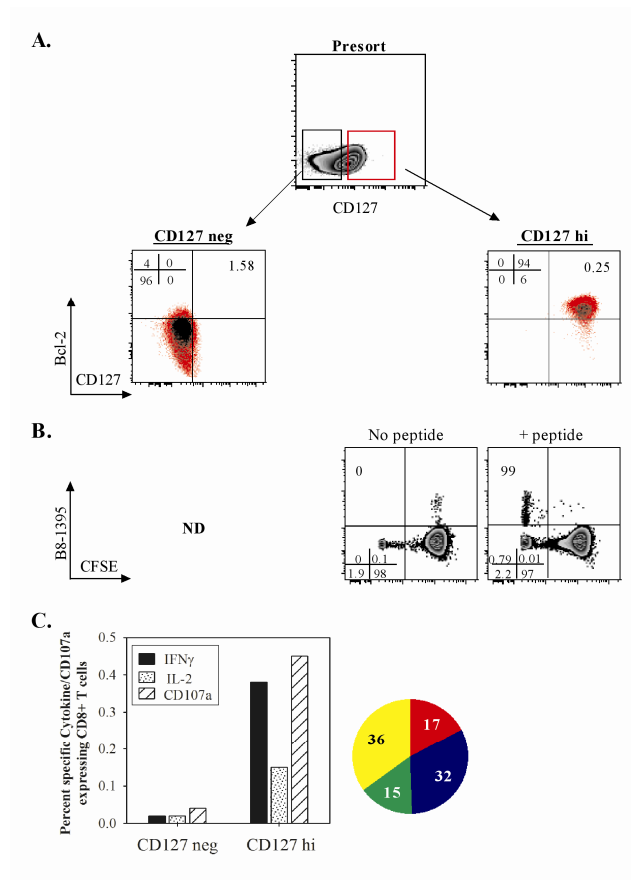 A.
Presort
CD127
CD127 neg
CD127 hi
4 0
96 0
1.58
0 94
0 6
0.25
Bcl-2
CD127
B.
No peptide
+ peptide
B8-1395
CFSE
ND
0
0 0.1
1.9 98
99
0.79 0.01
2.2 97
C.
Percent specific Cytokine/CD107a
expressing CD8+ T cells
0.5
0.4
0.3
0.2
0.1
0.0
IFNγ
IL-2
CD107a
CD127 neg
CD127 hi
36
17
15
32